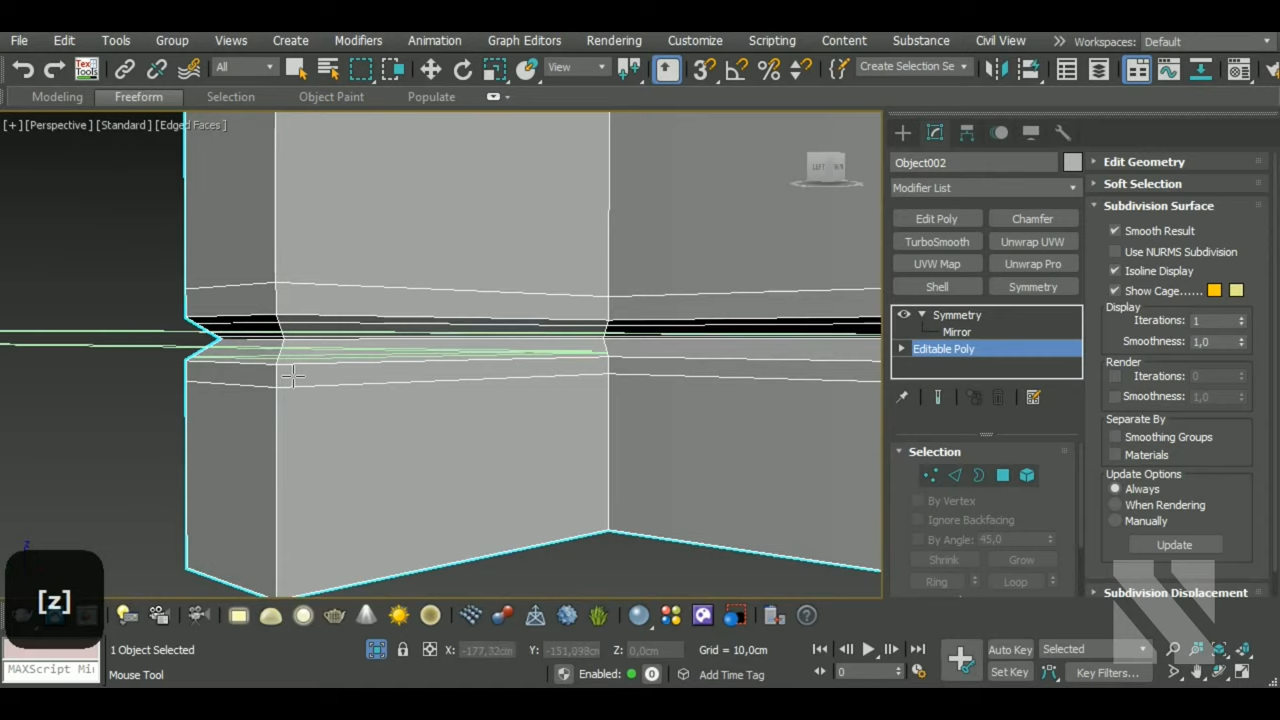 File Edit Tools Group Views Create Modifiers Animation Graph Editors Rendering Customize Scripting Content Substance Civil View Workspaces: Default
Tex Tools All View 3 Create Selection Se
Modeling Freeform Selection Object Paint Populate
[+] [Perspective] [Standard] [Edged Faces]
LEFT
Object002
Modifier List
Edit Poly Chamfer
TurboSmooth Unwrap UVW
UVW Map Unwrap Pro
Shell Symmetry
Symmetry
Mirror
Editable Poly
Selection
By Vertex
Ignore Backfacing
By Angle: 45,0
Shrink Grow
Ring Loop
Edit Geometry
Soft Selection
Subdivision Surface
Smooth Result
Use NURMS Subdivision
Isoline Display
Show Cage......
Display
Iterations: 1
Smoothness: 1,0
Render
Iterations: 0
Smoothness: 1,0
Separate By
Smoothing Groups
Materials
Update Options
Always
When Rendering
Manually
Update
Subdivision Displacement
z
[z]
1 Object Selected X: -177,32cm Y: -151,098cm Z: 0,0cm Grid = 10,0cm Auto Key Selected
MAXScript Mi Mouse Tool Enabled: 0 Add Time Tag 0 Set Key Key Filters...